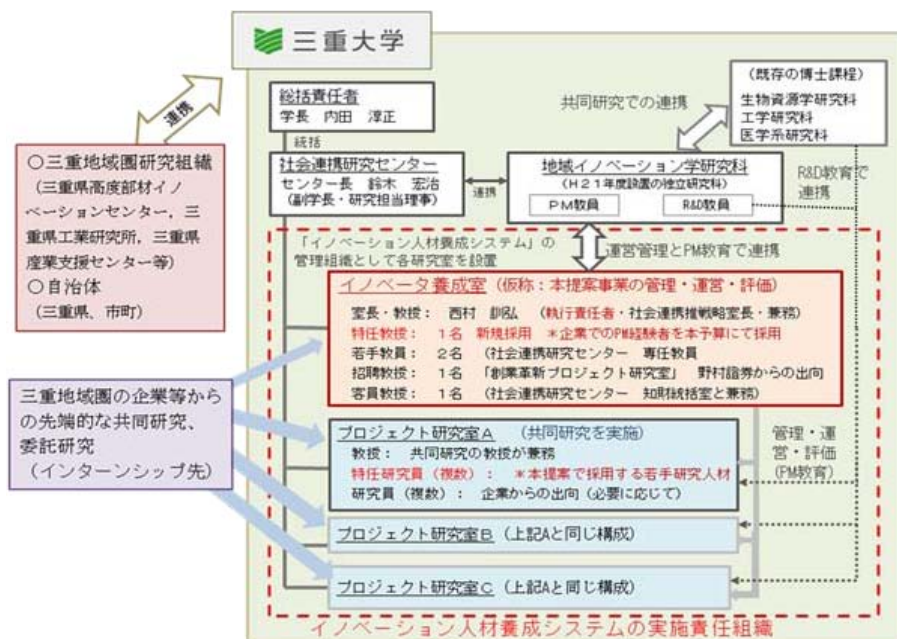 三重大学
連携
○三重地域圏研究組織
(三重県高度部材イノ
ベーションセンター，三
重県工業研究所，三重県
産業支援センター等)
○自治体
(三重県、市町)
三重地域圏の企業等か
らの先端的な共同研究、
委託研究
(インターンシップ先)
総括責任者
学長　内田　淳正
統括
社会連携研究センター
センター長　鈴木　宏治
(副学長・研究担当理事)
連携
共同研究での連携
(既存の博士課程)
生物資源学研究科
工学研究科
医学系研究科
地域イノベーション学研究科
(H21年度設置の独立研究科)
PM教員
R&D教員
R&D教育で
連携
「イノベーション人材養成システム」の
管理組織として各研究室を設置
運営管理とPM教育で連携
イノベータ養成室(仮称：本提案事業の管理・運営・評価)
室長・教授：　西村　訓弘　(執行責任者・社会連携推戦略室長・兼務)
特任教授：　1名　新規採用　＊企業でのPM経験者を本予算にて採用
若手教員：　2名　(社会連携研究センター　専任教員
招聘教授：　1名　「創業革新プロジェクト研究室」　野村證券からの出向
客員教授：　1名　(社会連携研究センター　知財統括室と兼務)
プロジェクト研究室A　(共同研究を実施)
教授：　共同研究の教授が兼務
特任研究員(複数)：　＊本提案で採用する若手研究人材
研究員(複数)：　企業からの出向(必要に応じて)
管理・運
営・評価
(PM教育)
プロジェクト研究室B (上記Aと同じ構成)
プロジェクト研究室C (上記Aと同じ構成)
イノベーション人材養成システムの実施責任組織